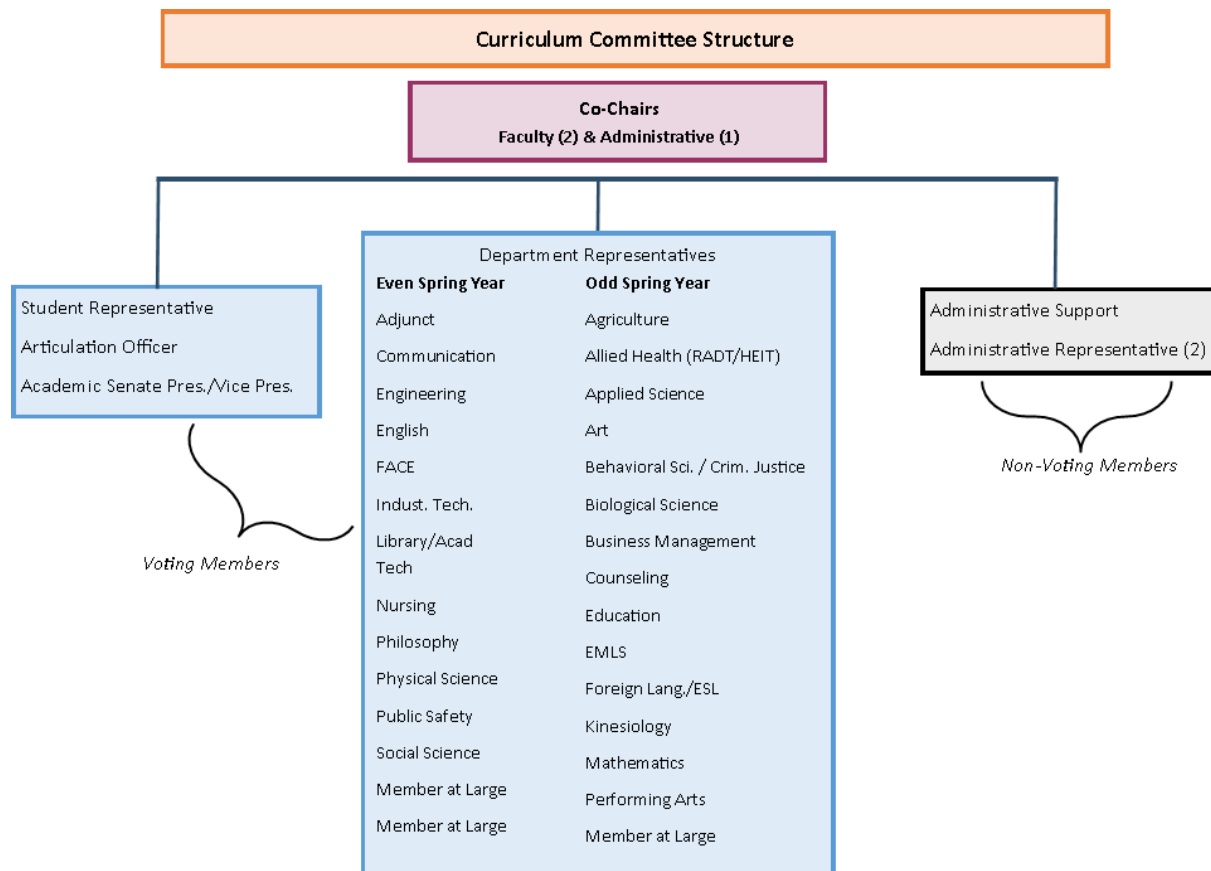 Curriculum Committee Structure
Co-Chairs
Faculty (2) & Administrative (1)
Student Representative
Articulation Officer
Academic Senate Pres./Vice Pres.
Voting Members
Department Representatives
Even Spring Year
Adjunct
Communication
Engineering
English
FACE
Indust. Tech.
Library/Acad
Tech
Nursing
Philosophy
Physical Science
Public Safety
Social Science
Member at Large
Member at Large
Odd Spring Year
Agriculture
Allied Health (RADT/HEIT)
Applied Science
Art
Behavioral Sci. / Crim. Justice
Biological Science
Business Management
Counseling
Education
EMLS
Foreign Lang./ESL
Kinesiology
Mathematics
Performing Arts
Member at Large
Administrative Support
Administrative Representative (2)
Non-Voting Members